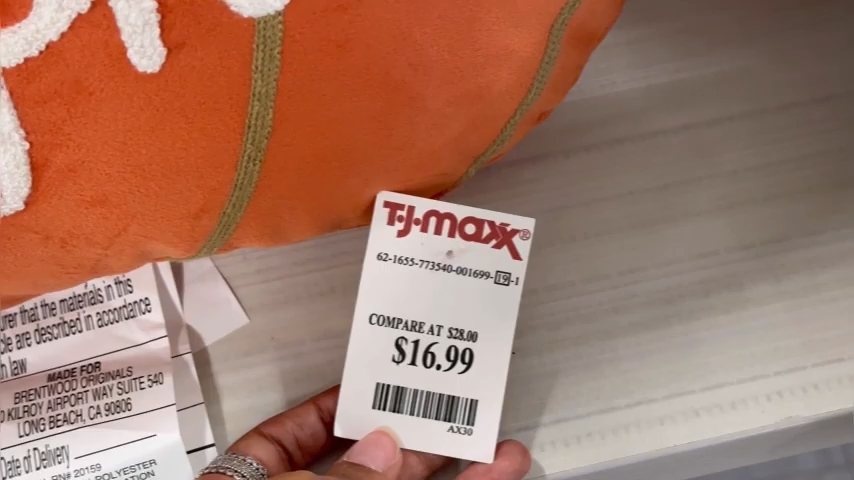 T·J·maxx®
62-1655-773540-001699-19-1
COMPARE AT $28.00
$16.99
AX30
urer that the materials in this
cle are described in accordance
h law
MADE FOR
BRENTWOOD ORIGINALS
KILROY AIRPORT WAY SUITE 540
LONG BEACH, CA 90806
Date of Delivery
RN# 20159
POLYESTER